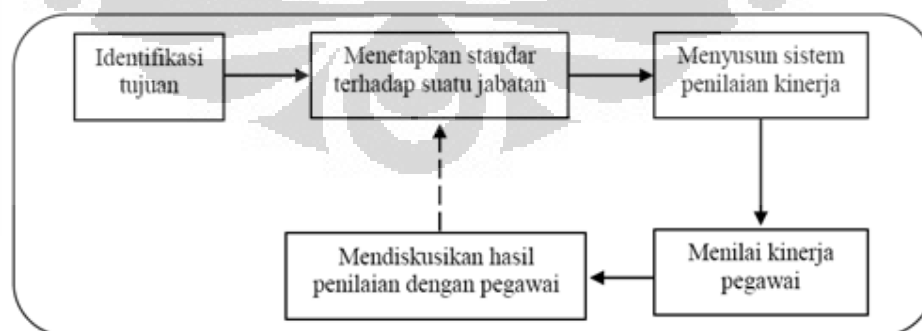 Identifikasi
tujuan
Menetapkan standar
terhadap suatu jabatan
Menyusun sistem
penilaian kinerja
Menilai kinerja
pegawai
Mendiskusikan hasil
penilaian dengan pegawai